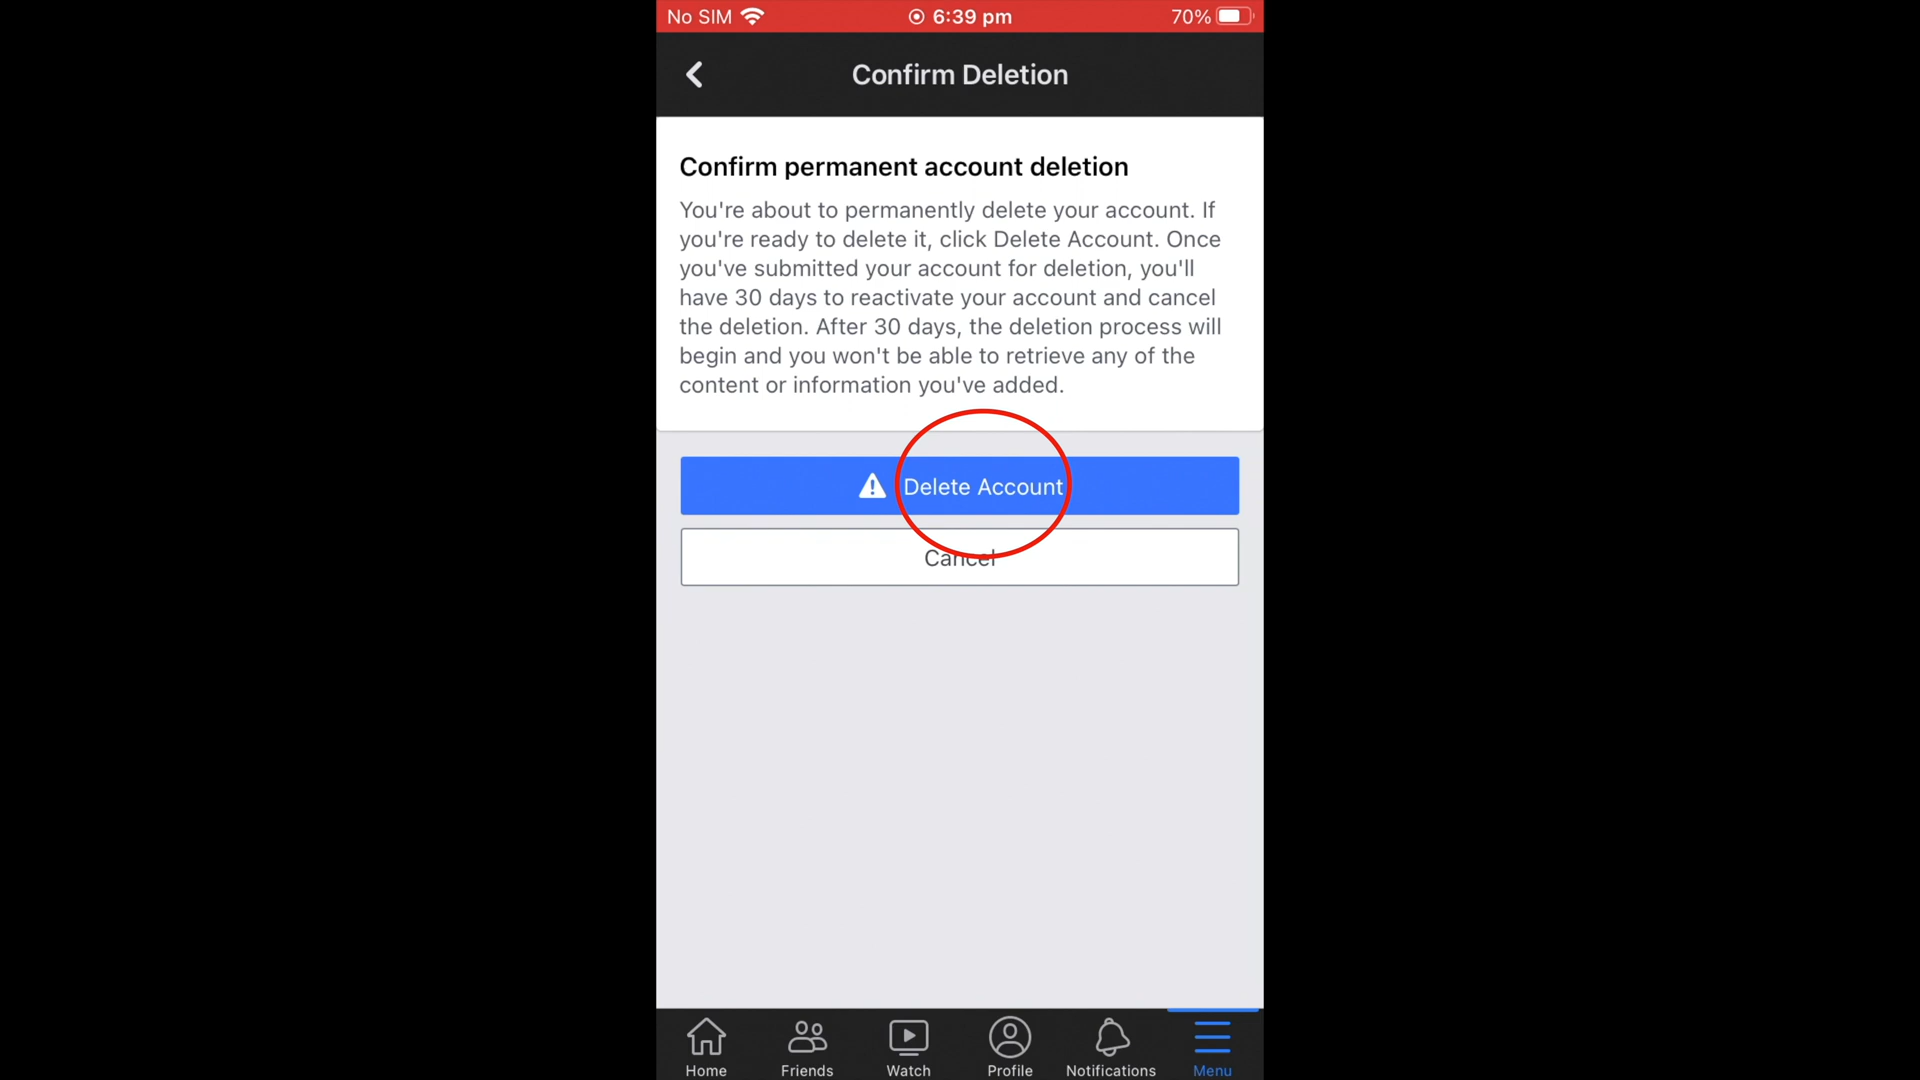 No SIM 6:39 pm 70%
Confirm Deletion
Confirm permanent account deletion
You're about to permanently delete your account. If
you're ready to delete it, click Delete Account. Once
you've submitted your account for deletion, you'll
have 30 days to reactivate your account and cancel
the deletion. After 30 days, the deletion process will
begin and you won't be able to retrieve any of the
content or information you've added.
Delete Account
Cancel
Home Friends Watch Profile Notifications Menu